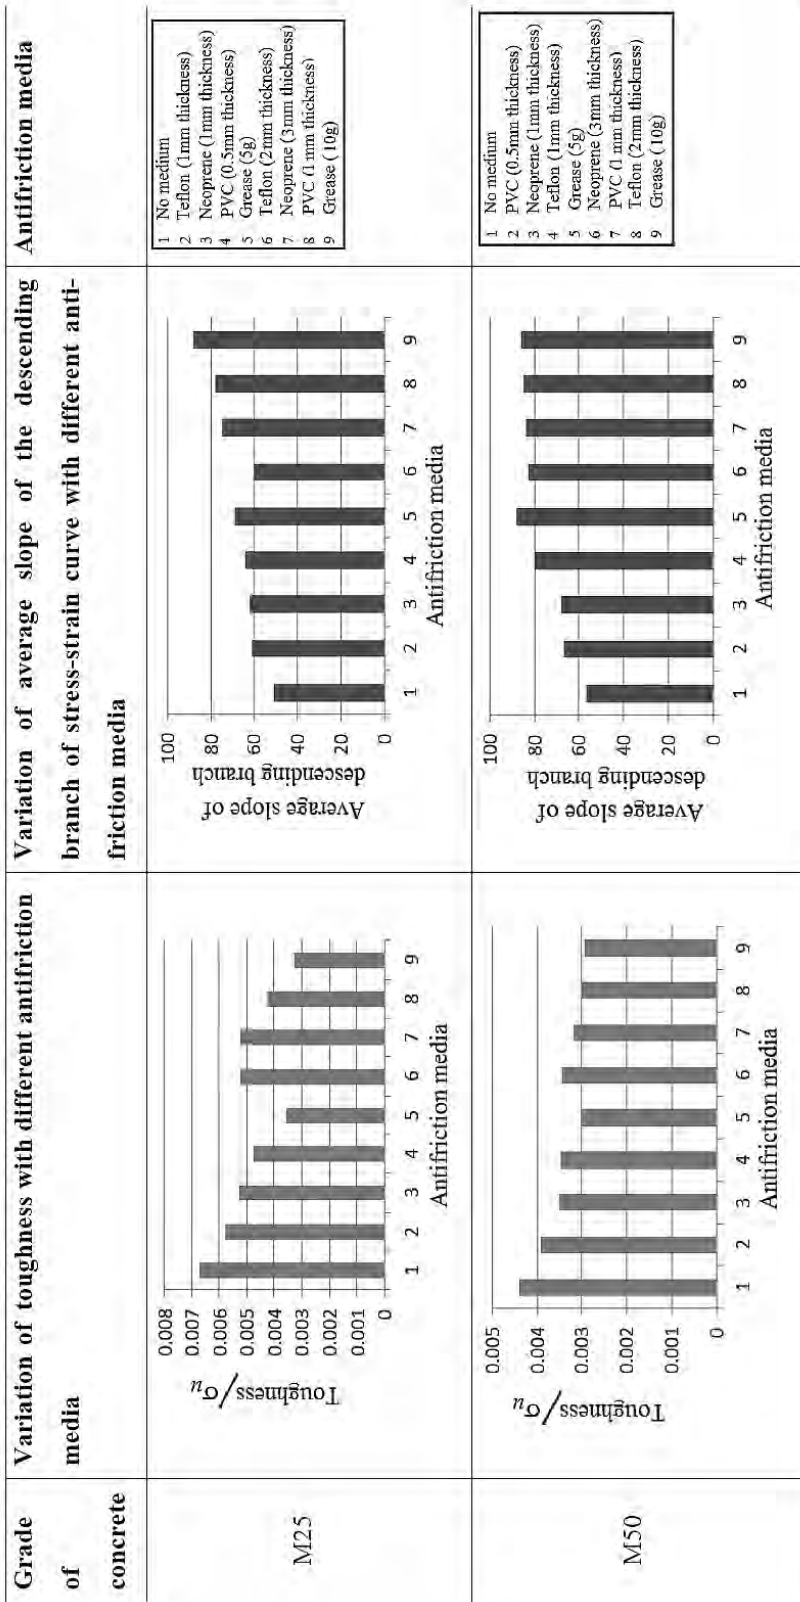 Grade
of
concrete
Variation of toughness with different antifriction
media
Variation of average slope of the descending
branch of stress-strain curve with different anti-
friction media
Antifriction media
M25
0.008
0.007
0.006
0.005
0.004
0.003
0.002
0.001
0
Toughness/σu
1 2 3 4 5 6 7 8 9
Antifriction media
100
80
60
40
20
0
Average slope of
descending branch
1 2 3 4 5 6 7 8 9
Antifriction media
1 No medium
2 Teflon (1mm thickness)
3 Neoprene (1mm thickness)
4 PVC (0.5mm thickness)
5 Grease (5g)
6 Teflon (2mm thickness)
7 Neoprene (3mm thickness)
8 PVC (1 mm thickness)
9 Grease (10g)
M50
0.005
0.004
0.003
0.002
0.001
0
Toughness/σu
1 2 3 4 5 6 7 8 9
Antifriction media
100
80
60
40
20
0
Average slope of
descending branch
1 2 3 4 5 6 7 8 9
Antifriction media
1 No medium
2 PVC (0.5mm thickness)
3 Neoprene (1mm thickness)
4 Teflon (1mm thickness)
5 Grease (5g)
6 Neoprene (3mm thickness)
7 PVC (1 mm thickness)
8 Teflon (2mm thickness)
9 Grease (10g)